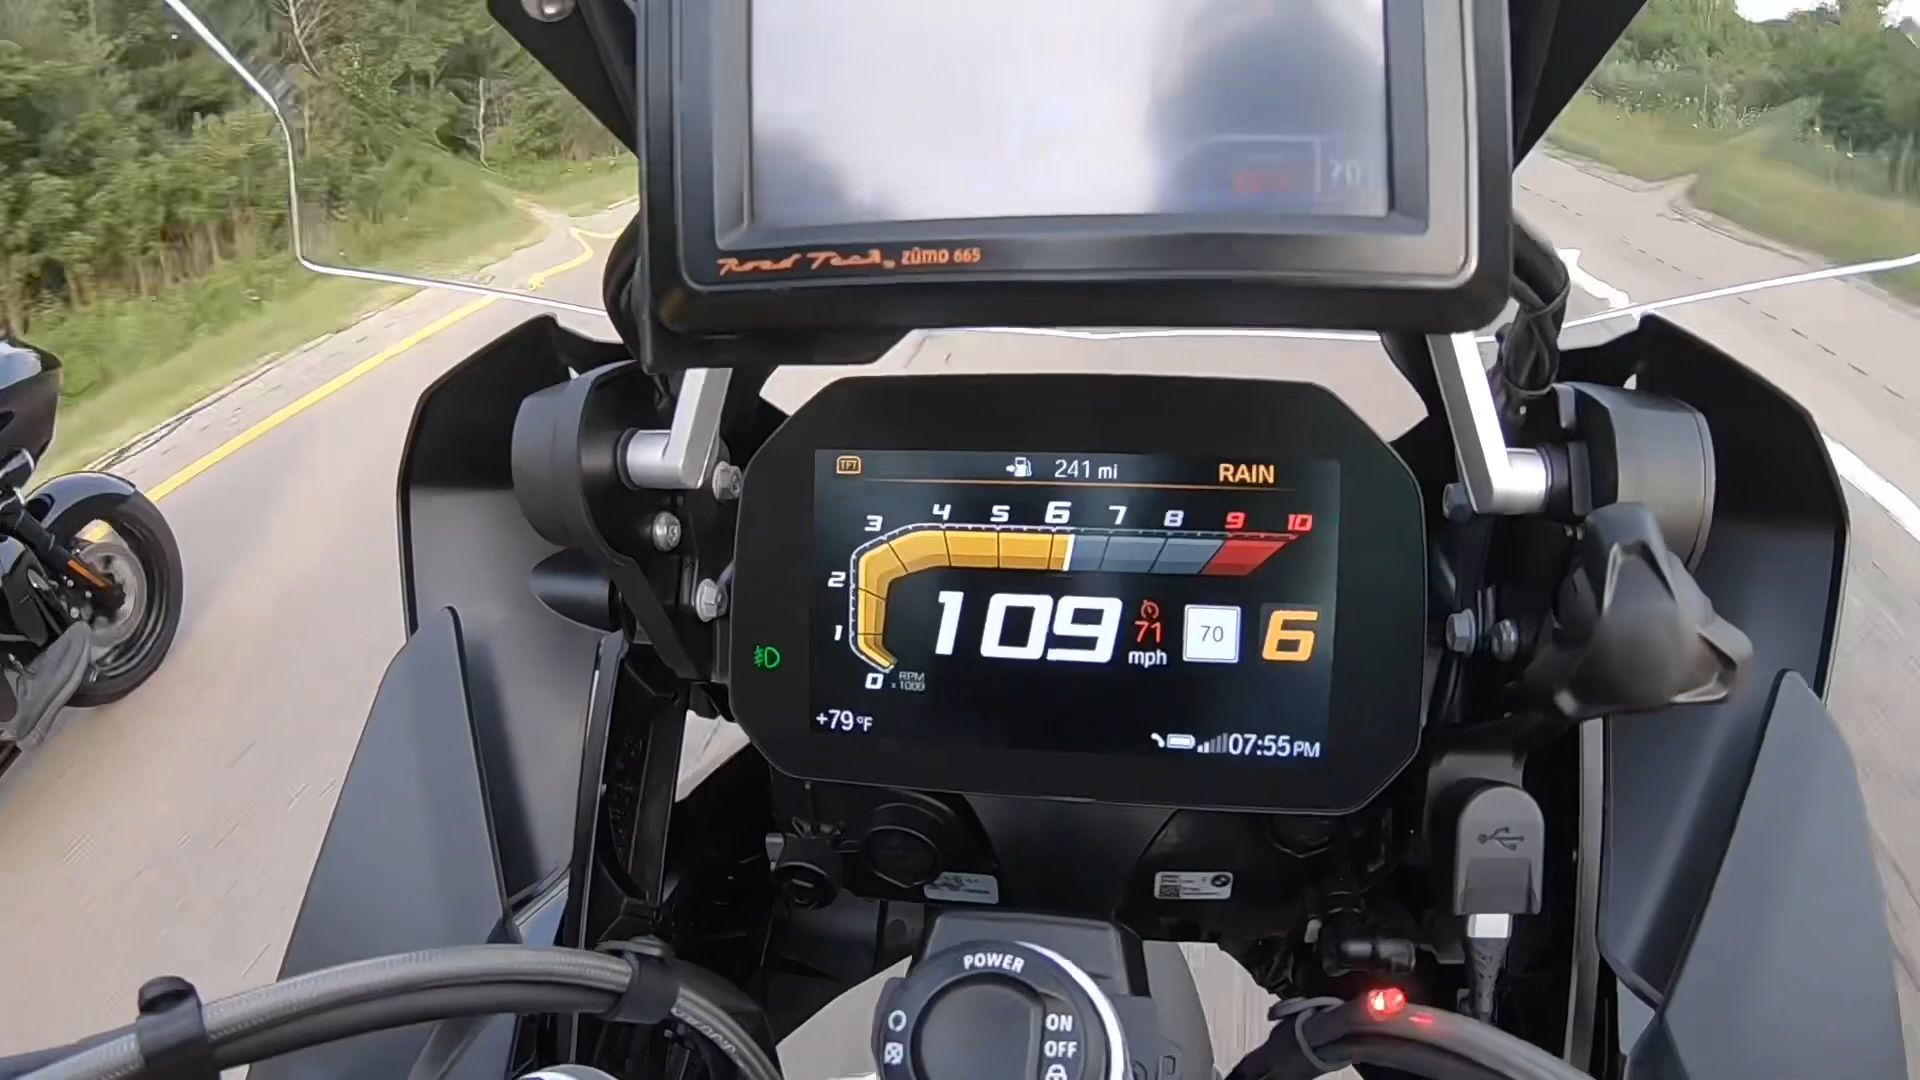 70
Road Tech zūmo 665
TFT 241 mi RAIN
0 1 2 3 4 5 6 7 8 9 10
RPM
x 1000
109 71 mph 70 6
+79°F
07:55 PM
POWER
ON
OFF